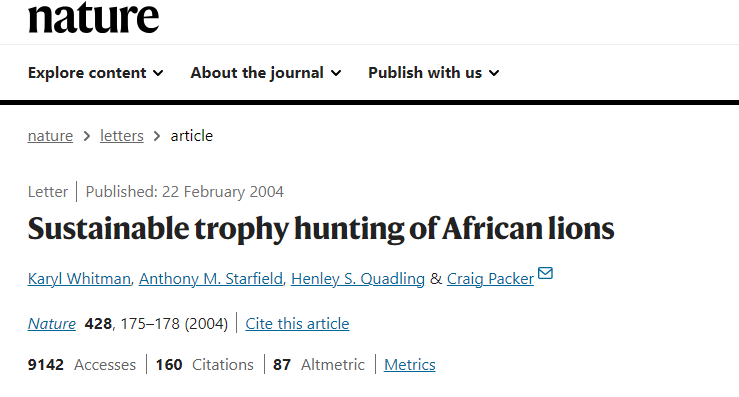 nature
Explore content About the journal Publish with us
nature > letters > article
Letter | Published: 22 February 2004
Sustainable trophy hunting of African lions
Karyl Whitman, Anthony M. Starfield, Henley S. Quadling & Craig Packer
Nature 428, 175–178 (2004) | Cite this article
9142 Accesses | 160 Citations | 87 Altmetric | Metrics